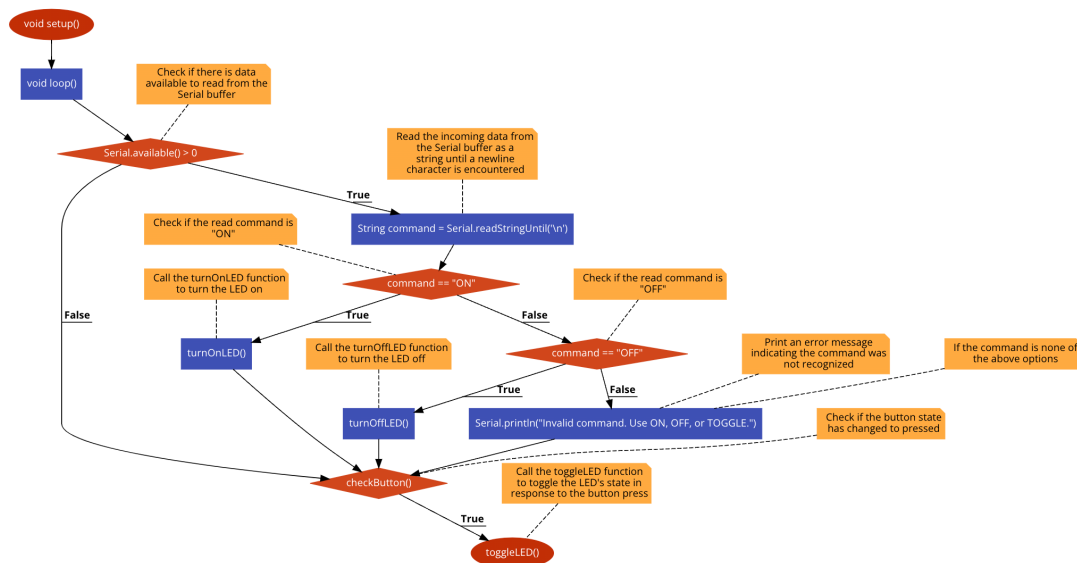 void setup()
void loop()
Check if there is data
available to read from the
Serial buffer
Serial.available() > 0
Read the incoming data from
the Serial buffer as a
string until a newline
character is encountered
True
Check if the read command is
"ON"
String command = Serial.readStringUntil('\n')
Call the turnOnLED function
to turn the LED on
command == "ON"
Check if the read command is
"OFF"
False
True
False
turnOnLED()
Call the turnOffLED function
to turn the LED off
command == "OFF"
Print an error message
indicating the command was
not recognized
If the command is none of
the above options
True
False
turnOffLED()
Serial.println("Invalid command. Use ON, OFF, or TOGGLE.")
Check if the button state
has changed to pressed
checkButton()
Call the toggleLED function
to toggle the LED's state in
response to the button press
True
toggleLED()